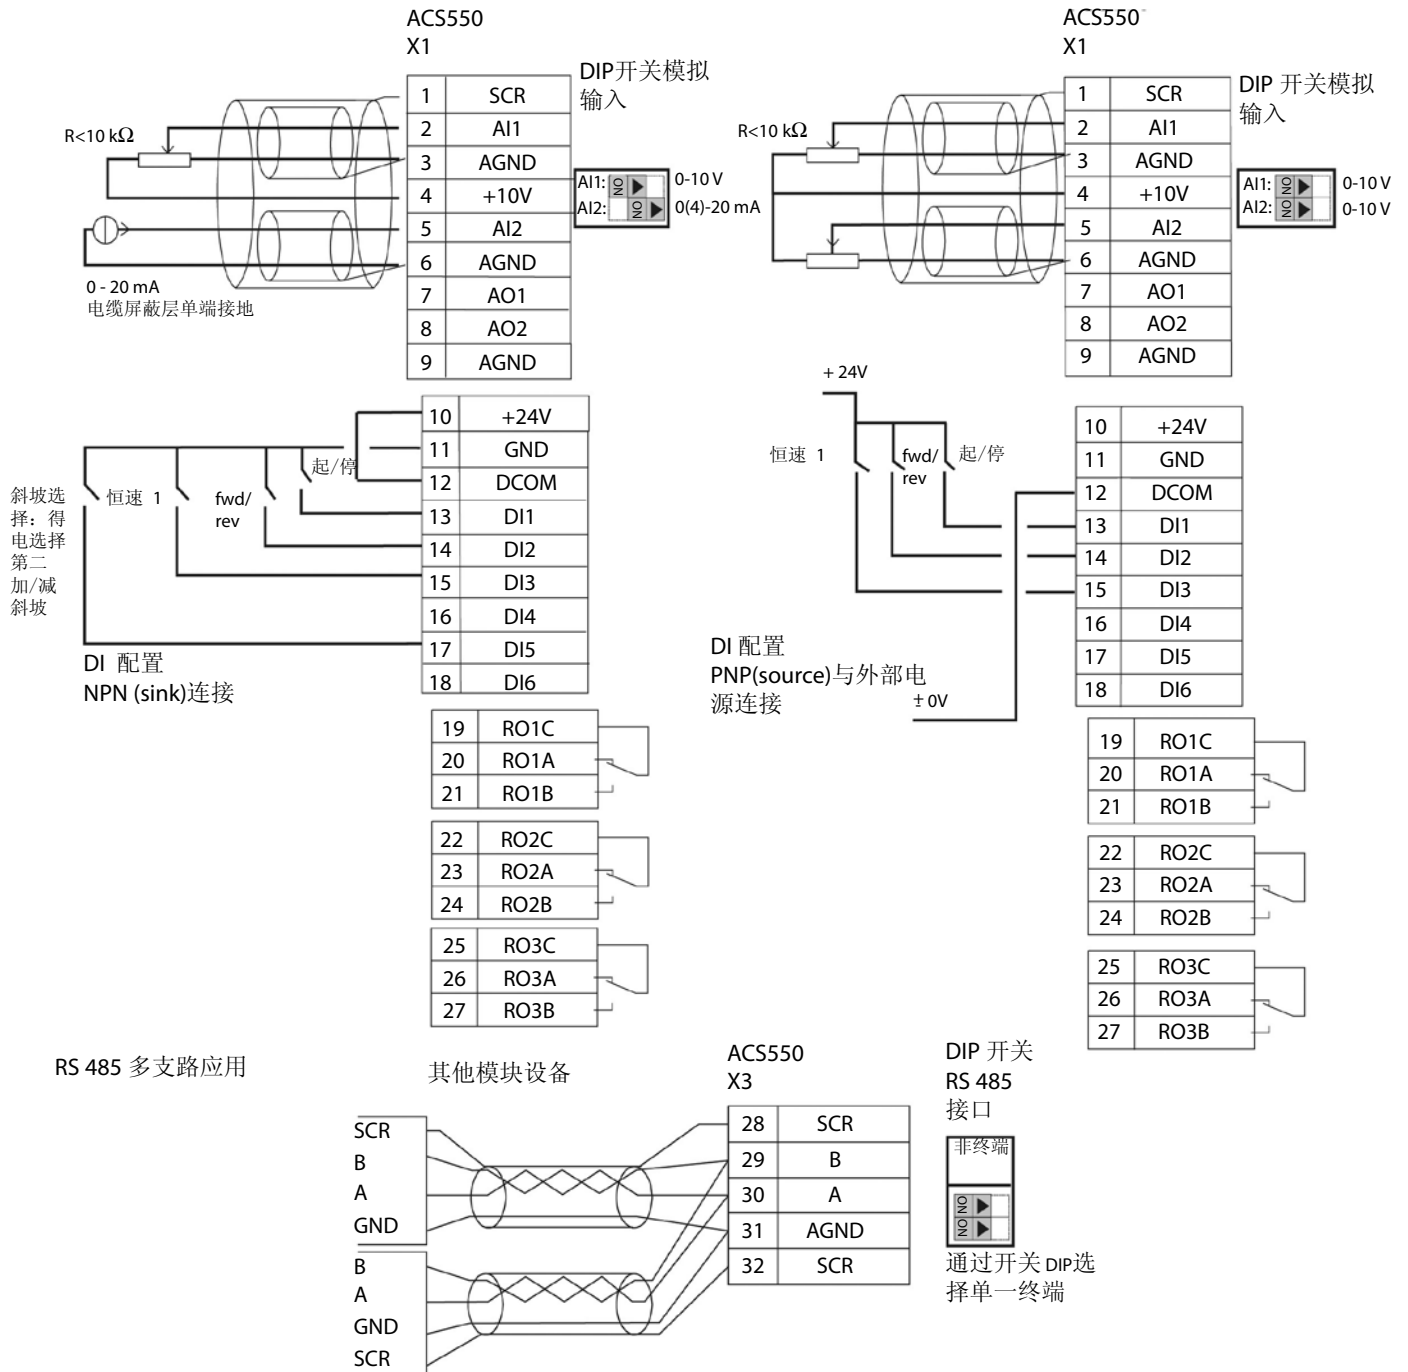 ACS550
X1
DIP开关模拟
输入
1 SCR
2 AI1
3 AGND
4 +10V
5 AI2
6 AGND
7 AO1
8 AO2
9 AGND
R<10 kΩ
0 - 20 mA
电缆屏蔽层单端接地
AI1: ON 0-10 V
AI2: ON 0(4)-20 mA
10 +24V
11 GND
12 DCOM
13 DI1
14 DI2
15 DI3
16 DI4
17 DI5
18 DI6
起/停
fwd/
rev
恒速 1
斜坡选
择：得
电选择
第二
加/减
斜坡
DI 配置
NPN (sink)连接
19 RO1C
20 RO1A
21 RO1B
22 RO2C
23 RO2A
24 RO2B
25 RO3C
26 RO3A
27 RO3B
ACS550
X1
DIP 开关模拟
输入
1 SCR
2 AI1
3 AGND
4 +10V
5 AI2
6 AGND
7 AO1
8 AO2
9 AGND
R<10 kΩ
AI1: ON 0-10 V
AI2: ON 0-10 V
+ 24V
恒速 1
fwd/
rev
起/停
10 +24V
11 GND
12 DCOM
13 DI1
14 DI2
15 DI3
16 DI4
17 DI5
18 DI6
DI 配置
PNP(source)与外部电
源连接
± 0V
19 RO1C
20 RO1A
21 RO1B
22 RO2C
23 RO2A
24 RO2B
25 RO3C
26 RO3A
27 RO3B
RS 485 多支路应用
其他模块设备
ACS550
X3
SCR
B
A
GND
B
A
GND
SCR
28 SCR
29 B
30 A
31 AGND
32 SCR
DIP 开关
RS 485
接口
非终端
ON
ON
通过开关 DIP选
择单一终端